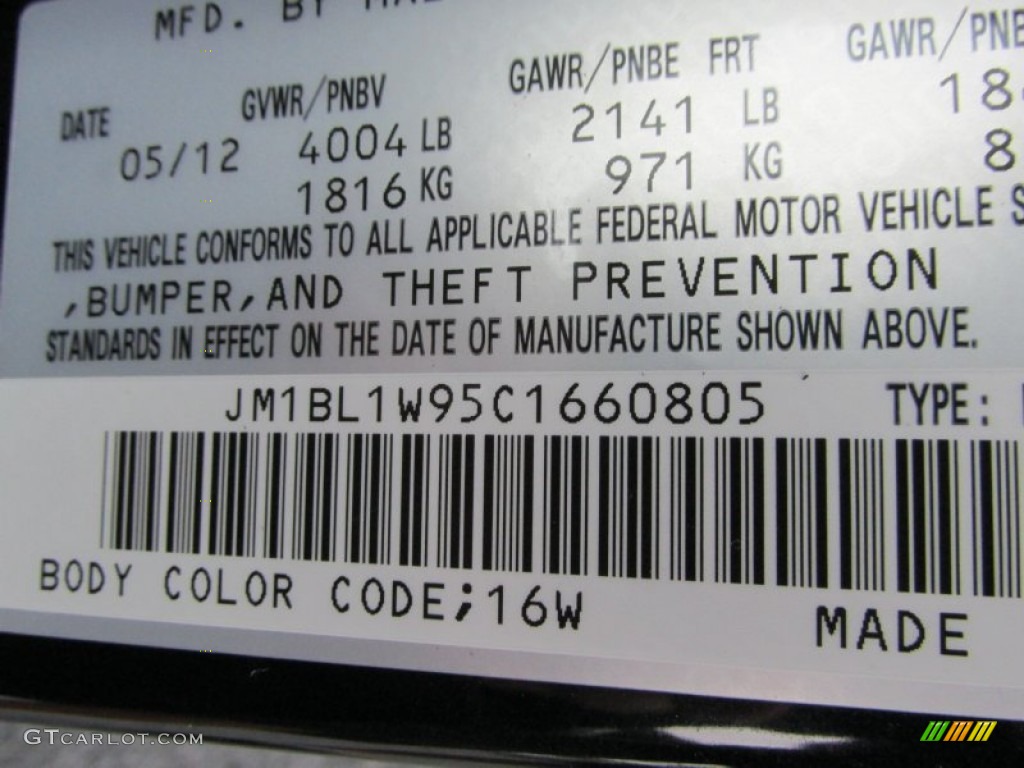 MFD. BY
GVWR/PNBV GAWR/PNBE FRT GAWR/PNBE
DATE 05/12 4004 LB 2141 LB
1816 KG 971 KG
THIS VEHICLE CONFORMS TO ALL APPLICABLE FEDERAL MOTOR VEHICLE
,BUMPER,AND THEFT PREVENTION
STANDARDS IN EFFECT ON THE DATE OF MANUFACTURE SHOWN ABOVE.
JM1BL1W95C1660805 TYPE:
BODY COLOR CODE;16W MADE
GTCARLOT.COM